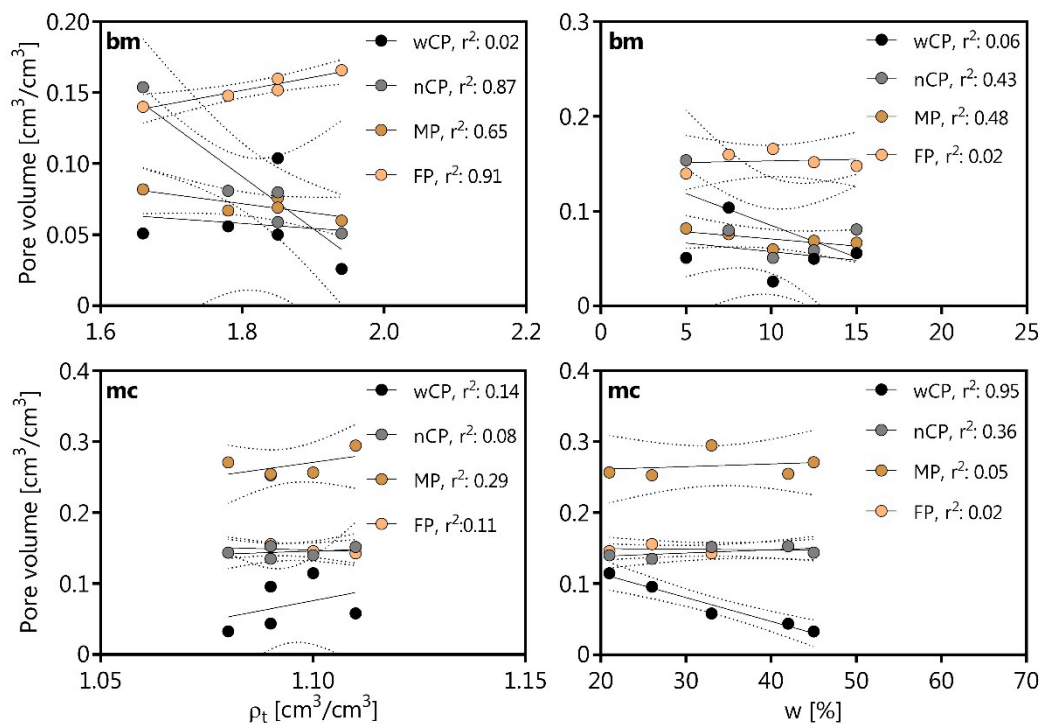 bm
wCP, r²: 0.02
nCP, r²: 0.87
MP, r²: 0.65
FP, r²: 0.91
Pore volume [cm³/cm³]
0.20
0.15
0.10
0.05
0
1.6
1.8
2.0
2.2
bm
wCP, r²: 0.06
nCP, r²: 0.43
MP, r²: 0.48
FP, r²: 0.02
0.3
0.2
0.1
0
0
5
10
15
20
25
mc
wCP, r²: 0.14
nCP, r²: 0.08
MP, r²: 0.29
FP, r²:0.11
Pore volume [cm³/cm³]
0.4
0.3
0.2
0.1
0
1.05
1.10
1.15
ρt [cm³/cm³]
mc
wCP, r²: 0.95
nCP, r²: 0.36
MP, r²: 0.05
FP, r²: 0.02
0.4
0.3
0.2
0.1
0
20
30
40
50
60
70
w [%]